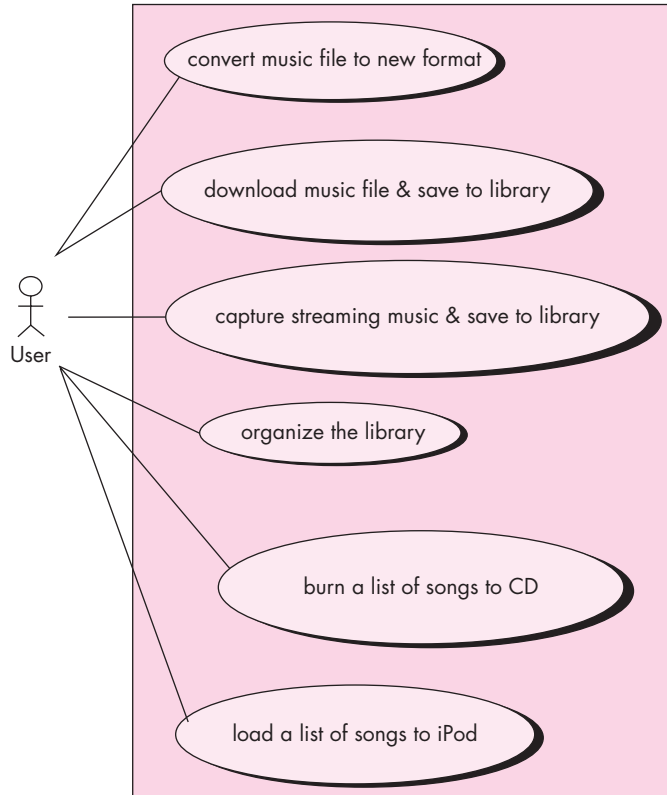 convert music file to new format
download music file & save to library
capture streaming music & save to library
User
organize the library
burn a list of songs to CD
load a list of songs to iPod